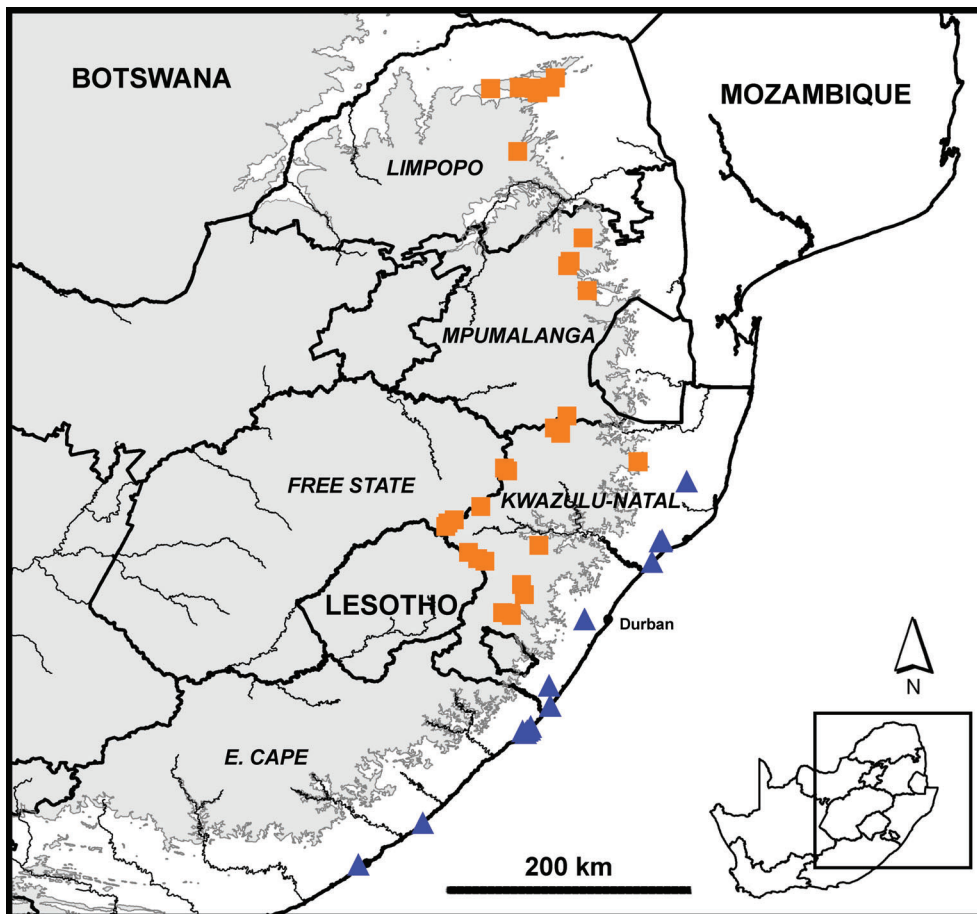 BOTSWANA
MOZAMBIQUE
LIMPOPO
MPUMALANGA
FREE STATE
KWAZULU-NATAL
LESOTHO
Durban
N
E. CAPE
200 km